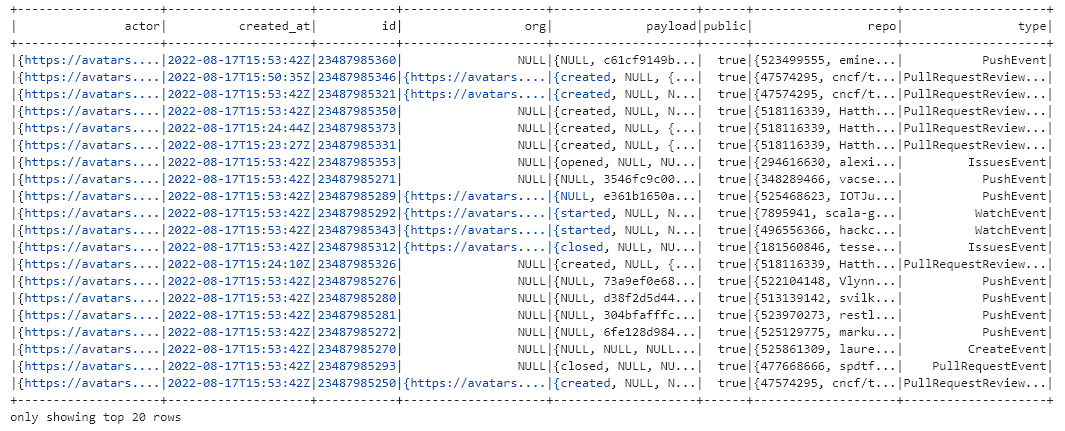 +--------------------+--------------------+-----------+--------------------+--------------------+------+--------------------+--------------------+
|               actor|          created_at|         id|                 org|             payload|public|                repo|                type|
+--------------------+--------------------+-----------+--------------------+--------------------+------+--------------------+--------------------+
|{https://avatars....|2022-08-17T15:53:42Z|23487985360|                NULL|{NULL, c61cf9149b...|  true|{523499555, emine...|           PushEvent|
|{https://avatars....|2022-08-17T15:50:35Z|23487985346|{https://avatars....|{created, NULL, {...|  true|{47574295, cncf/t...|PullRequestReview...|
|{https://avatars....|2022-08-17T15:53:42Z|23487985321|{https://avatars....|{created, NULL, N...|  true|{47574295, cncf/t...|PullRequestReview...|
|{https://avatars....|2022-08-17T15:53:42Z|23487985350|                NULL|{created, NULL, N...|  true|{518116339, Hatth...|PullRequestReview...|
|{https://avatars....|2022-08-17T15:24:44Z|23487985373|                NULL|{created, NULL, {...|  true|{518116339, Hatth...|PullRequestReview...|
|{https://avatars....|2022-08-17T15:23:27Z|23487985331|                NULL|{created, NULL, {...|  true|{518116339, Hatth...|PullRequestReview...|
|{https://avatars....|2022-08-17T15:53:42Z|23487985353|                NULL|{opened, NULL, NU...|  true|{294616630, alexi...|         IssuesEvent|
|{https://avatars....|2022-08-17T15:53:42Z|23487985271|                NULL|{NULL, 3546fc9c00...|  true|{348289466, vacse...|           PushEvent|
|{https://avatars....|2022-08-17T15:53:42Z|23487985289|{https://avatars....|{NULL, e361b1650a...|  true|{525468623, IOTJu...|           PushEvent|
|{https://avatars....|2022-08-17T15:53:42Z|23487985292|{https://avatars....|{started, NULL, N...|  true|{7895941, scala-g...|          WatchEvent|
|{https://avatars....|2022-08-17T15:53:42Z|23487985343|{https://avatars....|{started, NULL, N...|  true|{496556366, hackc...|          WatchEvent|
|{https://avatars....|2022-08-17T15:53:42Z|23487985312|{https://avatars....|{closed, NULL, NU...|  true|{181560846, tesse...|         IssuesEvent|
|{https://avatars....|2022-08-17T15:24:10Z|23487985326|                NULL|{created, NULL, {...|  true|{518116339, Hatth...|PullRequestReview...|
|{https://avatars....|2022-08-17T15:53:42Z|23487985276|                NULL|{NULL, 73a9ef0e68...|  true|{522104148, Vlynn...|           PushEvent|
|{https://avatars....|2022-08-17T15:53:42Z|23487985280|                NULL|{NULL, d38f2d5d44...|  true|{513139142, svilk...|           PushEvent|
|{https://avatars....|2022-08-17T15:53:42Z|23487985281|                NULL|{NULL, 304bfafffc...|  true|{523970273, restl...|           PushEvent|
|{https://avatars....|2022-08-17T15:53:42Z|23487985272|                NULL|{NULL, 6fe128d984...|  true|{525129775, marku...|           PushEvent|
|{https://avatars....|2022-08-17T15:53:42Z|23487985270|                NULL|{NULL, NULL, NULL...|  true|{525861309, laure...|         CreateEvent|
|{https://avatars....|2022-08-17T15:53:42Z|23487985293|                NULL|{closed, NULL, NU...|  true|{477668666, spdtf...|    PullRequestEvent|
|{https://avatars....|2022-08-17T15:53:42Z|23487985250|{https://avatars....|{created, NULL, N...|  true|{47574295, cncf/t...|PullRequestReview...|
+--------------------+--------------------+-----------+--------------------+--------------------+------+--------------------+--------------------+
only showing top 20 rows